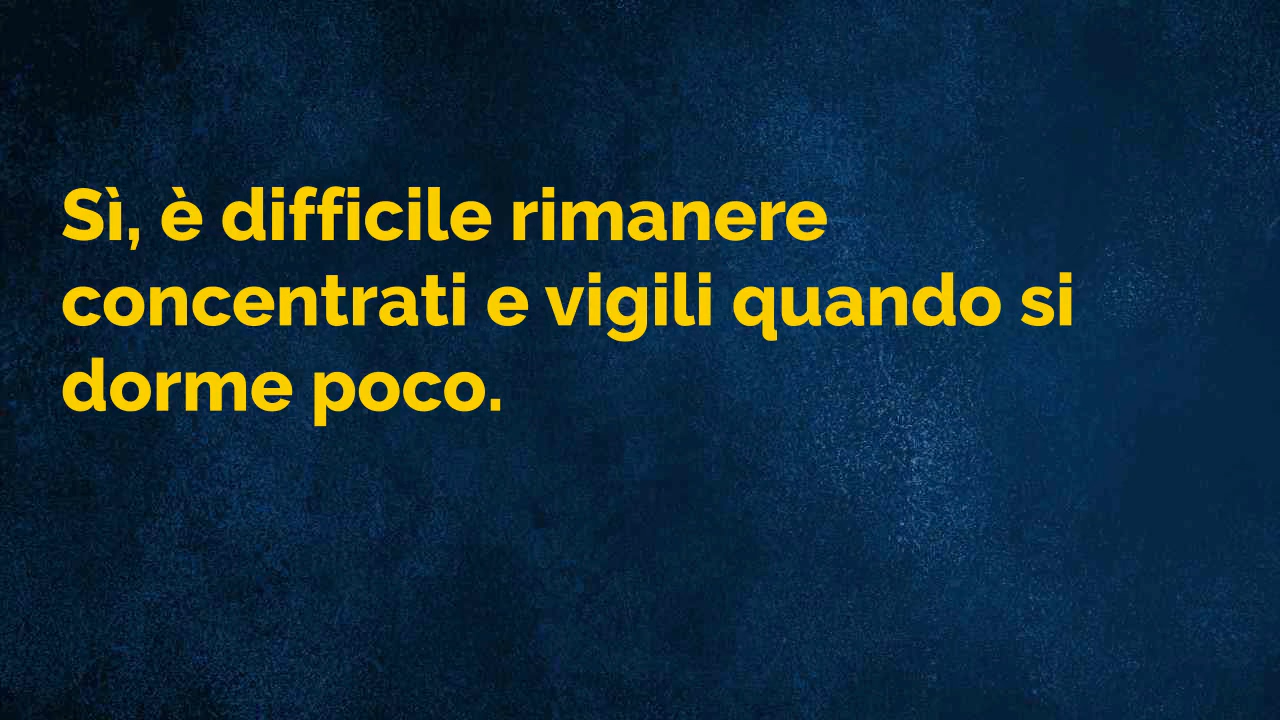 Sì, è difficile rimanere
concentrati e vigili quando si
dorme poco.